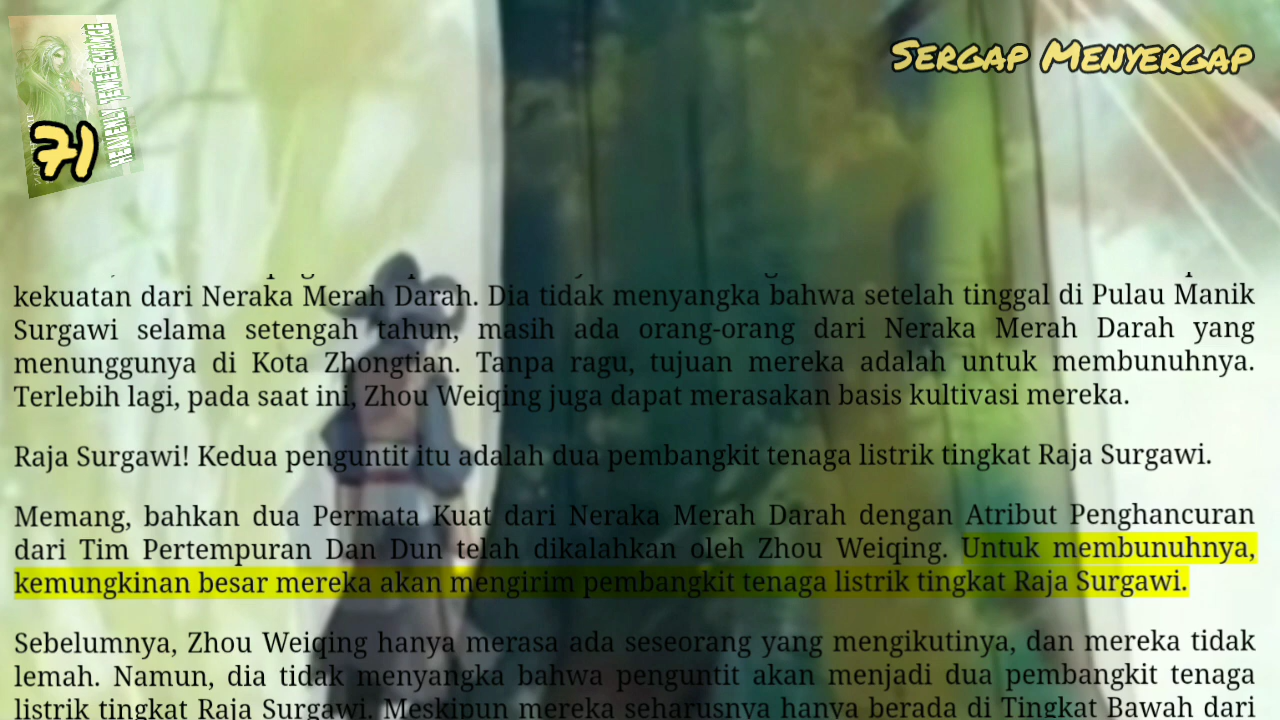 HEAVENLY JEWEL CHANGE
71
Sergap Menyergap
kekuatan dari Neraka Merah Darah. Dia tidak menyangka bahwa setelah tinggal di Pulau Manik
Surgawi selama setengah tahun, masih ada orang-orang dari Neraka Merah Darah yang
menunggunya di Kota Zhongtian. Tanpa ragu, tujuan mereka adalah untuk membunuhnya.
Terlebih lagi, pada saat ini, Zhou Weiqing juga dapat merasakan basis kultivasi mereka.
Raja Surgawi! Kedua penguntit itu adalah dua pembangkit tenaga listrik tingkat Raja Surgawi.
Memang, bahkan dua Permata Kuat dari Neraka Merah Darah dengan Atribut Penghancuran
dari Tim Pertempuran Dan Dun telah dikalahkan oleh Zhou Weiqing. Untuk membunuhnya,
kemungkinan besar mereka akan mengirim pembangkit tenaga listrik tingkat Raja Surgawi.
Sebelumnya, Zhou Weiqing hanya merasa ada seseorang yang mengikutinya, dan mereka tidak
lemah. Namun, dia tidak menyangka bahwa penguntit akan menjadi dua pembangkit tenaga
listrik tingkat Raja Surgawi. Meskipun mereka seharusnya hanya berada di Tingkat Bawah dari